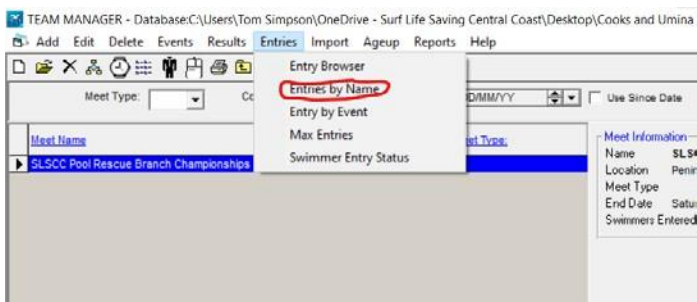 TEAM MANAGER - Database:C:\Users\Tom Simpson\OneDrive - Surf Life Saving Central Coast\Desktop\Cooks and Umina
Add Edit Delete Events Results Entries Import Ageup Reports Help
Entry Browser
Entries by Name
Entry by Event
Max Entries
Swimmer Entry Status
Meet Type:
D/MM/YY
Use Since Date
Meet Name
Type:
Meet Information
SLSCC Pool Rescue Branch Championships
Name
Location
Meet Type
End Date
Swimmers Entered